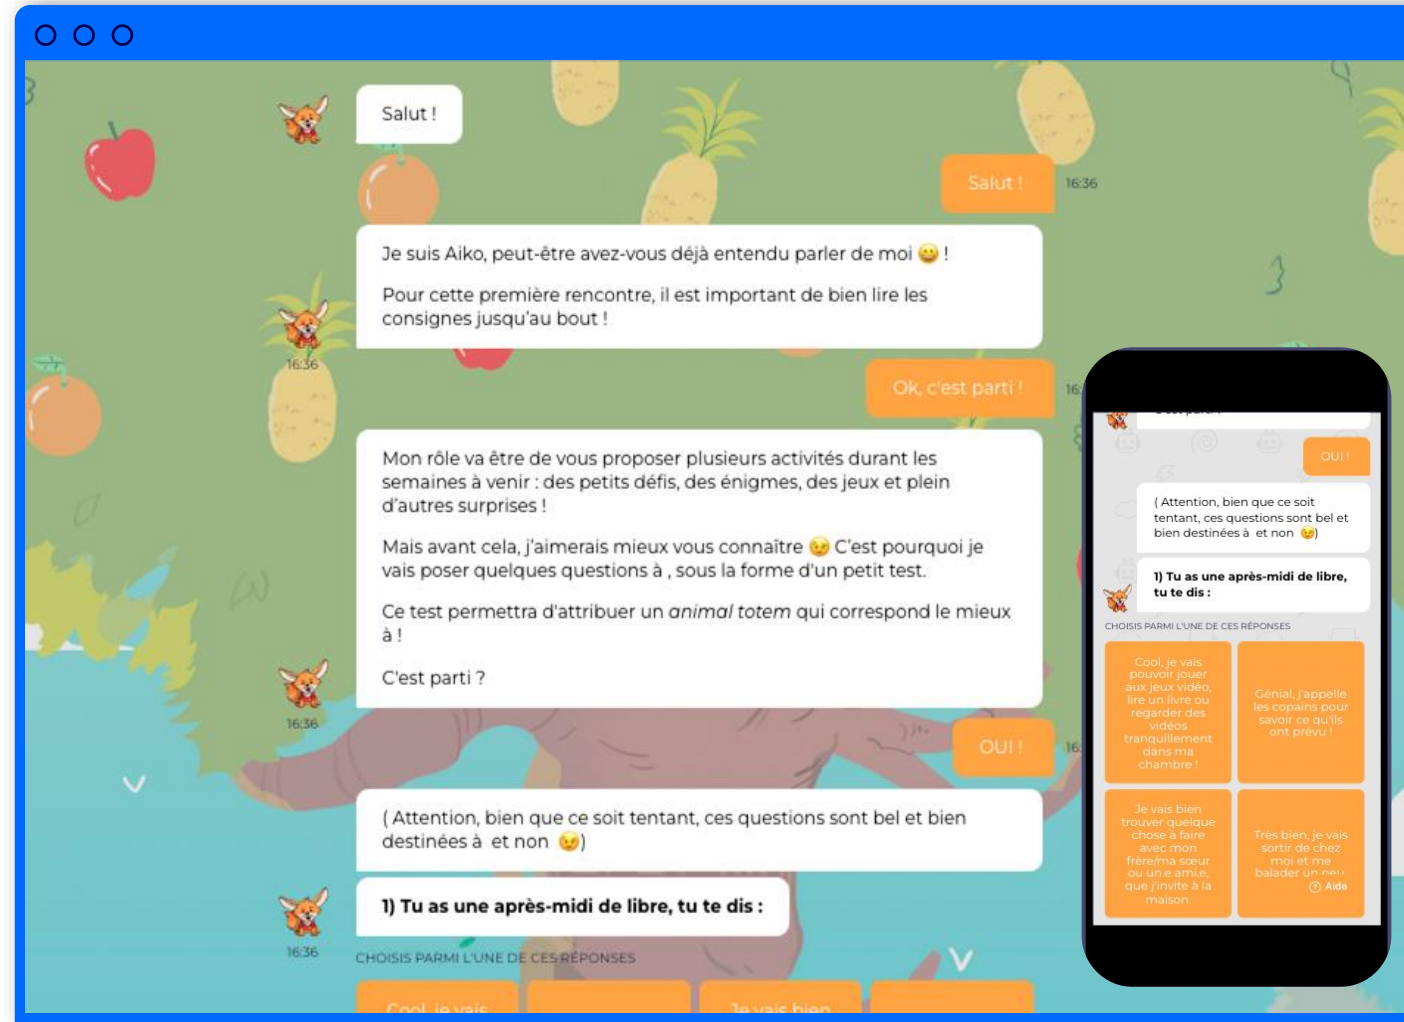 Salut !
Salut !
16:36
Je suis Aiko, peut-être avez-vous déjà entendu parler de moi 😀 !
Pour cette première rencontre, il est important de bien lire les
consignes jusqu'au bout !
16:36
Ok, c'est parti !
16:
Mon rôle va être de vous proposer plusieurs activités durant les
semaines à venir : des petits défis, des énigmes, des jeux et plein
d'autres surprises !
Mais avant cela, j'aimerais mieux vous connaître 😉 C'est pourquoi je
vais poser quelques questions à , sous la forme d'un petit test.
Ce test permettra d'attribuer un animal totem qui correspond le mieux
à !
C'est parti ?
16:36
OUI !
16:
( Attention, bien que ce soit tentant, ces questions sont bel et bien
destinées à  et non  😉)
1) Tu as une après-midi de libre, tu te dis :
16:36
CHOISIS PARMI L'UNE DE CES RÉPONSES
Cool, je vais
Je vais bien
OUI !
( Attention, bien que ce soit
tentant, ces questions sont bel et
bien destinées à  et non  😉)
1) Tu as une après-midi de libre,
tu te dis :
CHOISIS PARMI L'UNE DE CES RÉPONSES
Cool, je vais
pouvoir jouer
aux jeux vidéo,
lire un livre ou
regarder des
vidéos
tranquillement
dans ma
chambre !
Génial, j'appelle
les copains pour
savoir ce qu'ils
ont prévu !
Je vais bien
trouver quelque
chose à faire
avec mon
frère/ma sœur
ou un.e ami.e,
que j'invite à la
maison.
Très bien, je vais
sortir de chez
moi et me
balader un peu
Aide